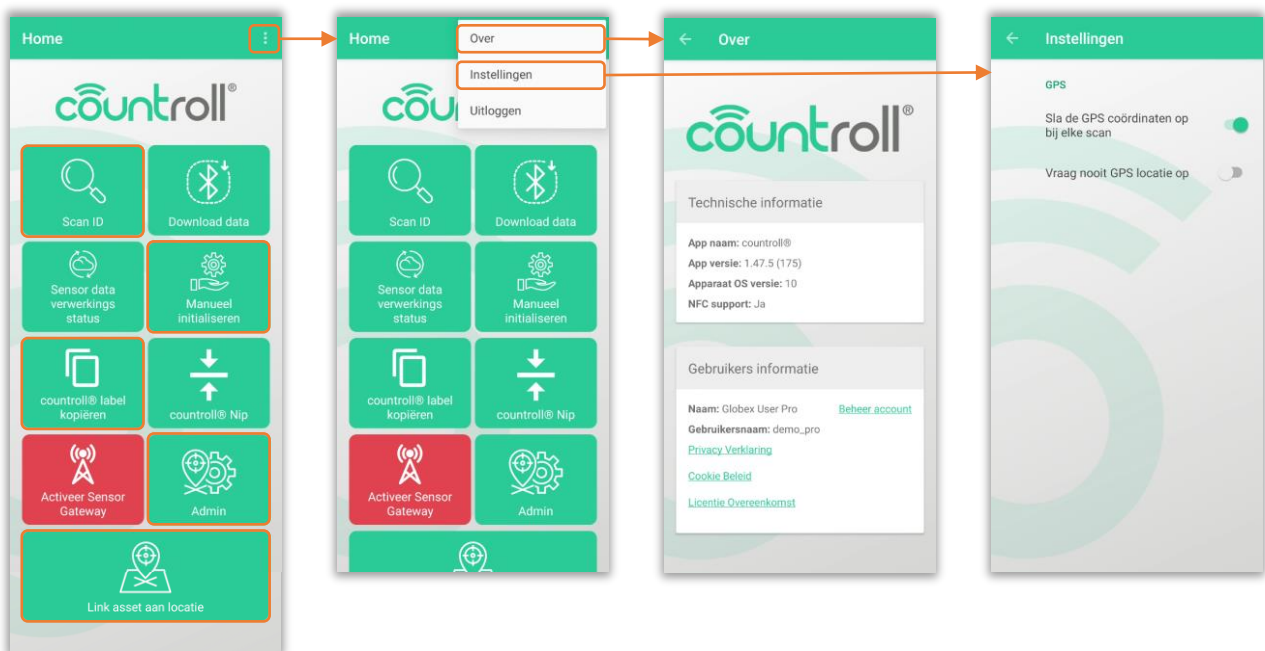 Home
countroll®
Scan ID
Download data
Sensor data
verwerkings
status
Manueel
initialiseren
countroll® label
kopiëren
countroll® Nip
Activeer Sensor
Gateway
Admin
Link asset aan locatie
Home
Over
Instellingen
Uitloggen
cou
Scan ID
Download data
Sensor data
verwerkings
status
Manueel
initialiseren
countroll® label
kopiëren
countroll® Nip
Activeer Sensor
Gateway
Admin
Over
countroll®
Technische informatie
App naam: countroll®
App versie: 1.47.5 (175)
Apparaat OS versie: 10
NFC support: Ja
Gebruikers informatie
Naam: Globex User Pro Beheer account
Gebruikersnaam: demo_pro
Privacy Verklaring
Cookie Beleid
Licentie Overeenkomst
Instellingen
GPS
Sla de GPS coördinaten op
bij elke scan
Vraag nooit GPS locatie op